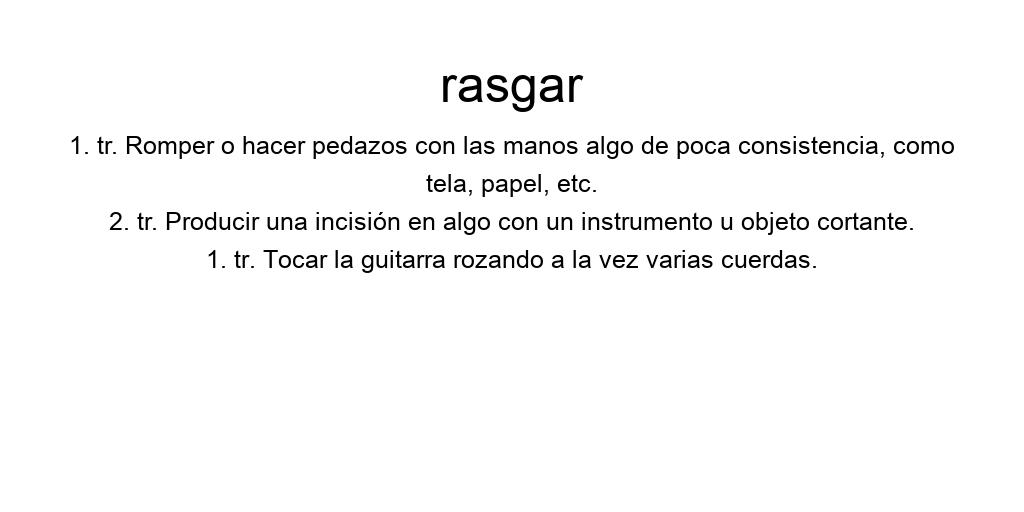 rasgar
1. tr. Romper o hacer pedazos con las manos algo de poca consistencia, como
tela, papel, etc.
2. tr. Producir una incisión en algo con un instrumento u objeto cortante.
1. tr. Tocar la guitarra rozando a la vez varias cuerdas.